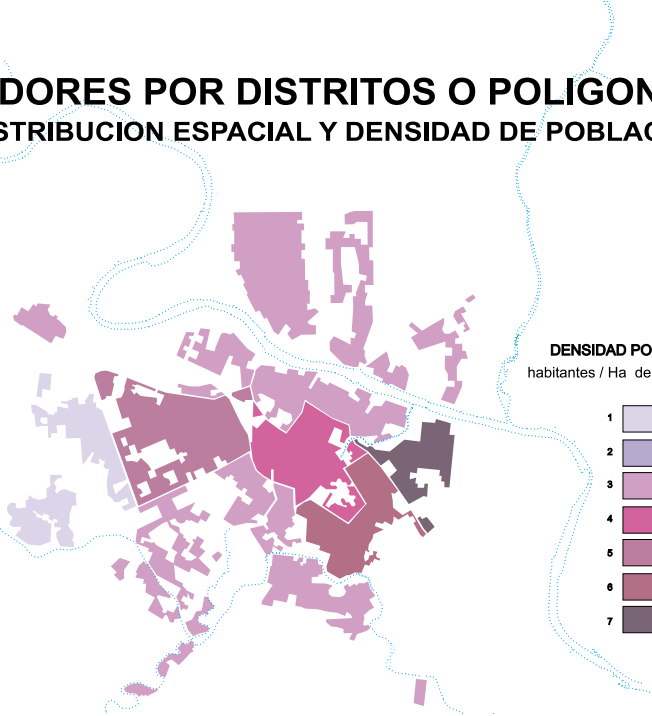 DORES POR DISTRITOS O POLIGON
STRIBUCION ESPACIAL Y DENSIDAD DE POBLAC
DENSIDAD PO
habitantes / Ha de
1
2
3
4
5
6
7